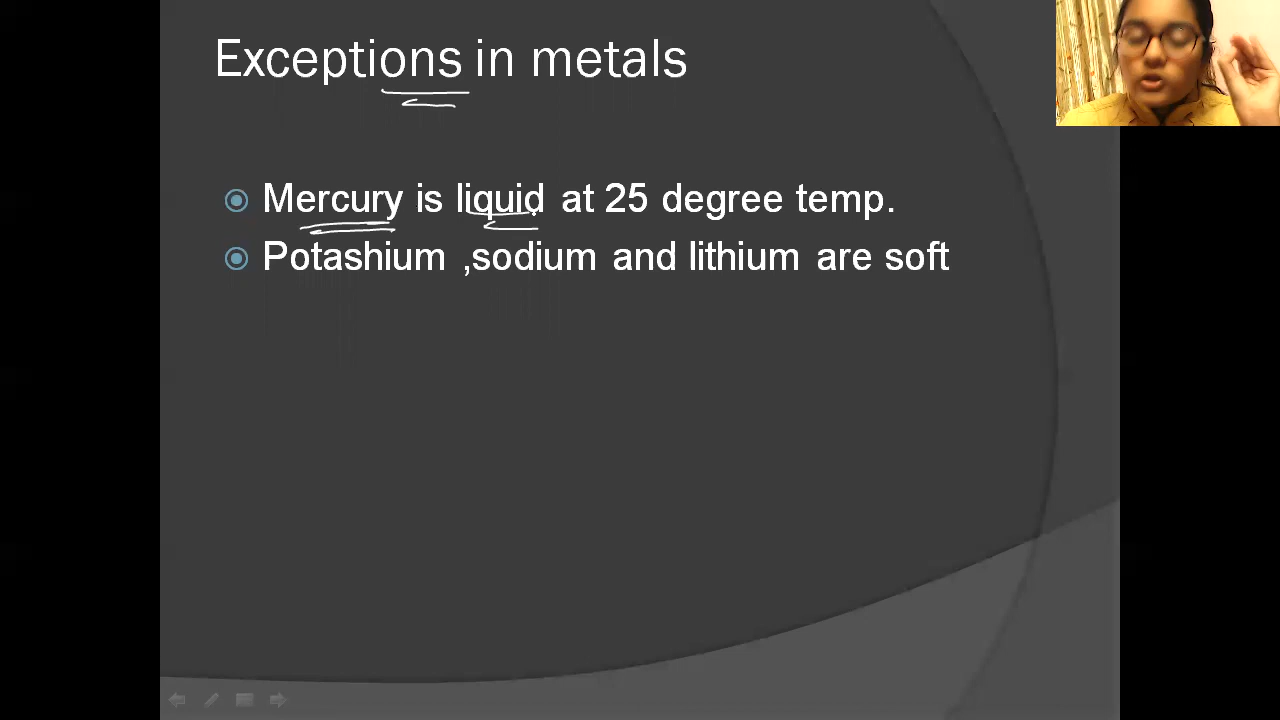 Exceptions in metals
Mercury is liquid at 25 degree temp.
Potashium ,sodium and lithium are soft